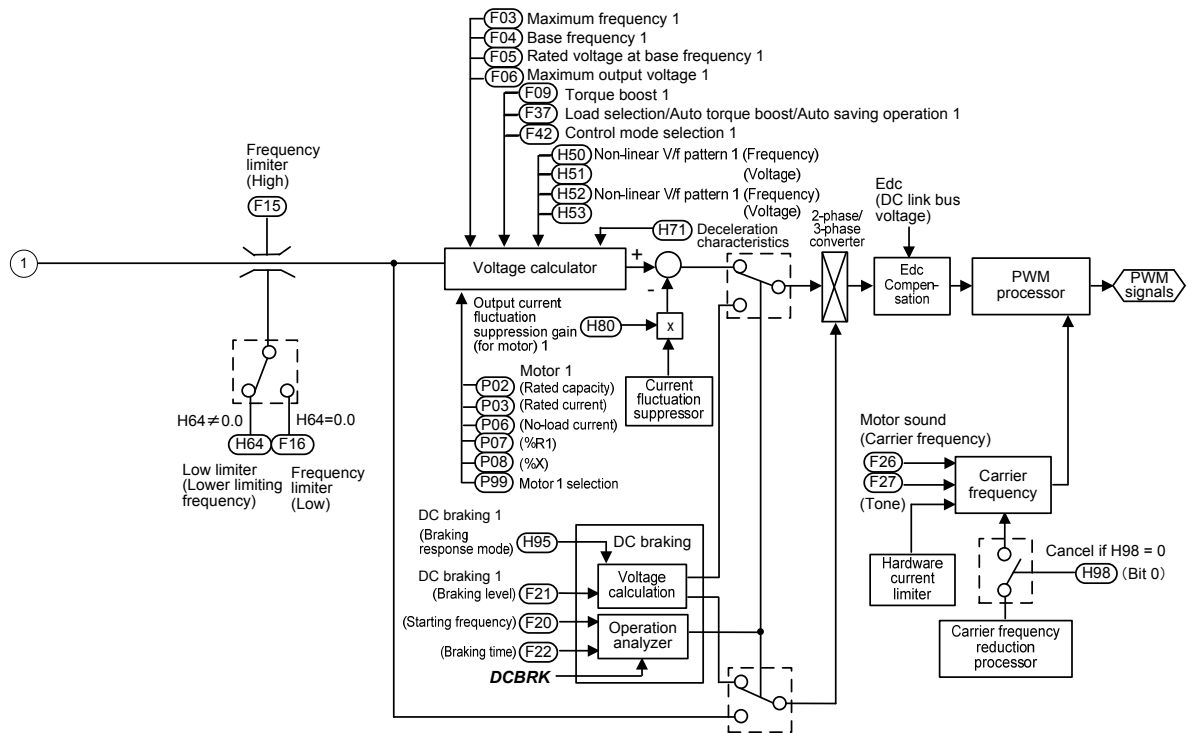 F03 Maximum frequency 1
F04 Base frequency 1
F05 Rated voltage at base frequency 1
F06 Maximum output voltage 1
F09 Torque boost 1
F37 Load selection/Auto torque boost/Auto saving operation 1
F42 Control mode selection 1
H50 Non-linear V/f pattern 1 (Frequency)
H51 (Voltage)
H52 Non-linear V/f pattern 1 (Frequency)
H53 (Voltage)
H71 Deceleration
characteristics
Frequency
limiter
(High)
F15
1
H64≠0.0
H64=0.0
H64
F16
Low limiter
(Lower limiting
frequency)
Frequency
limiter
(Low)
Voltage calculator
+
-
Output current
fluctuation
suppression gain
(for motor) 1
H80
x
Current
fluctuation
suppressor
Motor 1
P02 (Rated capacity)
P03 (Rated current)
P06 (No-load current)
P07 (%R1)
P08 (%X)
P99 Motor 1 selection
2-phase/
3-phase
converter
Edc
(DC link bus
voltage)
Edc
Compen-
sation
PWM
processor
PWM
signals
DC braking 1
(Braking
response mode)
H95
DC braking 1
(Braking level)
F21
(Starting frequency)
F20
(Braking time)
F22
DCBRK
DC braking
Voltage
calculation
Operation
analyzer
Motor sound
(Carrier frequency)
F26
F27
(Tone)
Carrier
frequency
Hardware
current
limiter
Cancel if H98 = 0
H98 (Bit 0)
Carrier frequency
reduction
processor